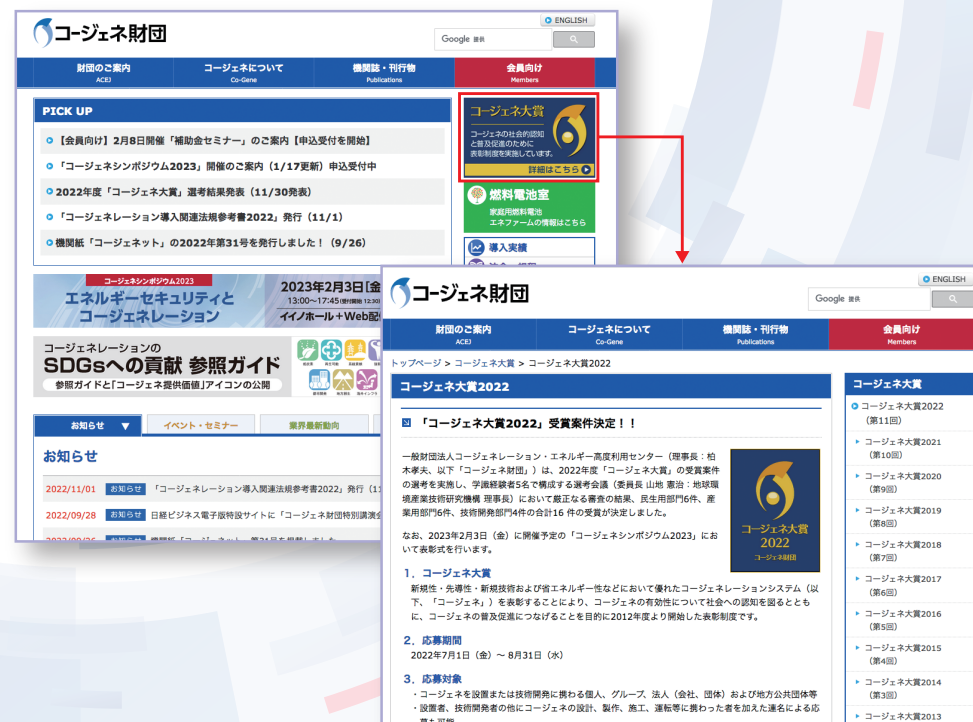 コージェネ財団
ENGLISH
Google 提供
財団のご案内
ACEJ
コージェネについて
Co-Gene
機関誌・刊行物
Publications
会員向け
Members
PICK UP
【会員向け】2月8日開催「補助金セミナー」のご案内【申込受付を開始】
「コージェネシンポジウム2023」開催のご案内（1/17更新）申込受付中
2022年度「コージェネ大賞」選考結果発表（11/30発表）
「コージェネレーション導入関連法規参考書2022」発行（11/1）
機関紙「コージェネット」の2022年第31号を発行しました！（9/26）
コージェネ大賞
コージェネの社会的認知
と普及促進のために
表彰制度を実施しています。
詳細はこちら
燃料電池室
家庭用燃料電池
エネファームの情報はこちら
導入実績
コージェネシンポジウム2023
エネルギーセキュリティと
コージェネレーション
2023年2月3日[金
13:00～17:45(受付開始 12:30)
イイノホール＋Web配
コージェネレーションの
SDGsへの貢献 参照ガイド
参照ガイドと「コージェネ提供価値」アイコンの公開
お知らせ ▼
イベント・セミナー
業界最新動向
お知らせ
2022/11/01 お知らせ 「コージェネレーション導入関連法規参考書2022」発行（11
2022/09/28 お知らせ 日経ビジネス電子版特設サイトに「コージェネ財団特別講演会
コージェネ財団
ENGLISH
Google 提供
財団のご案内
ACEJ
コージェネについて
Co-Gene
機関誌・刊行物
Publications
会員向け
Members
トップページ > コージェネ大賞 > コージェネ大賞2022
コージェネ大賞2022
「コージェネ大賞2022」受賞案件決定！！
一般財団法人コージェネレーション・エネルギー高度利用センター（理事長：柏
木孝夫、以下「コージェネ財団」）は、2022年度「コージェネ大賞」の受賞案件
の選考を実施し、学識経験者5名で構成する選考会議（委員長 山地 憲治：地球環
境産業技術研究機構 理事長）において厳正なる審査の結果、民生用部門6件、産
業用部門6件、技術開発部門4件の合計16 件の受賞が決定しました。
なお、2023年2月3日（金）に開催予定の「コージェネシンポジウム2023」にお
いて表彰式を行います。
コージェネ大賞
2022
コージェネ財団
1．コージェネ大賞
新規性・先導性・新規技術および省エネルギー性などにおいて優れたコージェネレーションシステム（以
下、「コージェネ」）を表彰することにより、コージェネの有効性について社会への認知を図るととも
に、コージェネの普及促進につなげることを目的に2012年度より開始した表彰制度です。
2．応募期間
2022年7月1日（金）～ 8月31日（水）
3．応募対象
・コージェネを設置または技術開発に携わる個人、グループ、法人（会社、団体）および地方公共団体等
・設置者、技術開発者の他にコージェネの設計、製作、施工、運転等に携わった者を加えた連名による応
コージェネ大賞
コージェネ大賞2022
（第11回）
コージェネ大賞2021
（第10回）
コージェネ大賞2020
（第9回）
コージェネ大賞2019
（第8回）
コージェネ大賞2018
（第7回）
コージェネ大賞2017
（第6回）
コージェネ大賞2016
（第5回）
コージェネ大賞2015
（第4回）
コージェネ大賞2014
（第3回）
コージェネ大賞2013